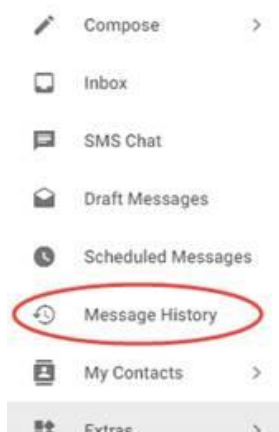 Compose
Inbox
SMS Chat
Draft Messages
Scheduled Messages
Message History
My Contacts
Extras